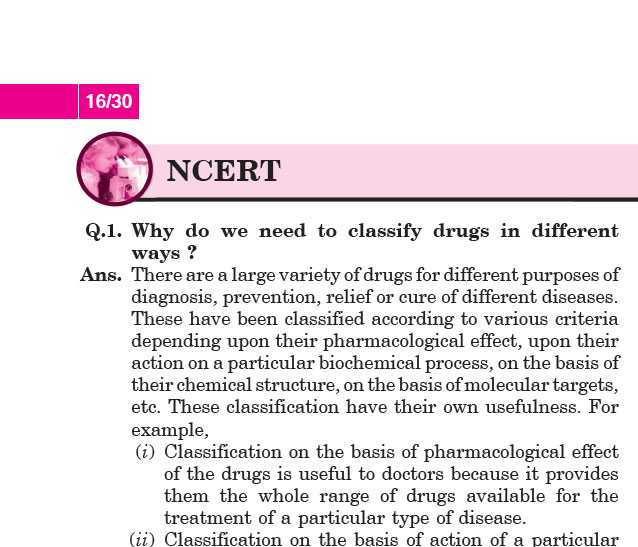 16/30
NCERT
Q.1. Why do we need to classify drugs in different
ways ?
Ans. There are a large variety of drugs for different purposes of
diagnosis, prevention, relief or cure of different diseases.
These have been classified according to various criteria
depending upon their pharmacological effect, upon their
action on a particular biochemical process, on the basis of
their chemical structure, on the basis of molecular targets,
etc. These classification have their own usefulness. For
example,
(i) Classification on the basis of pharmacological effect
of the drugs is useful to doctors because it provides
them the whole range of drugs available for the
treatment of a particular type of disease.
(ii) Classification on the basis of action of a particular